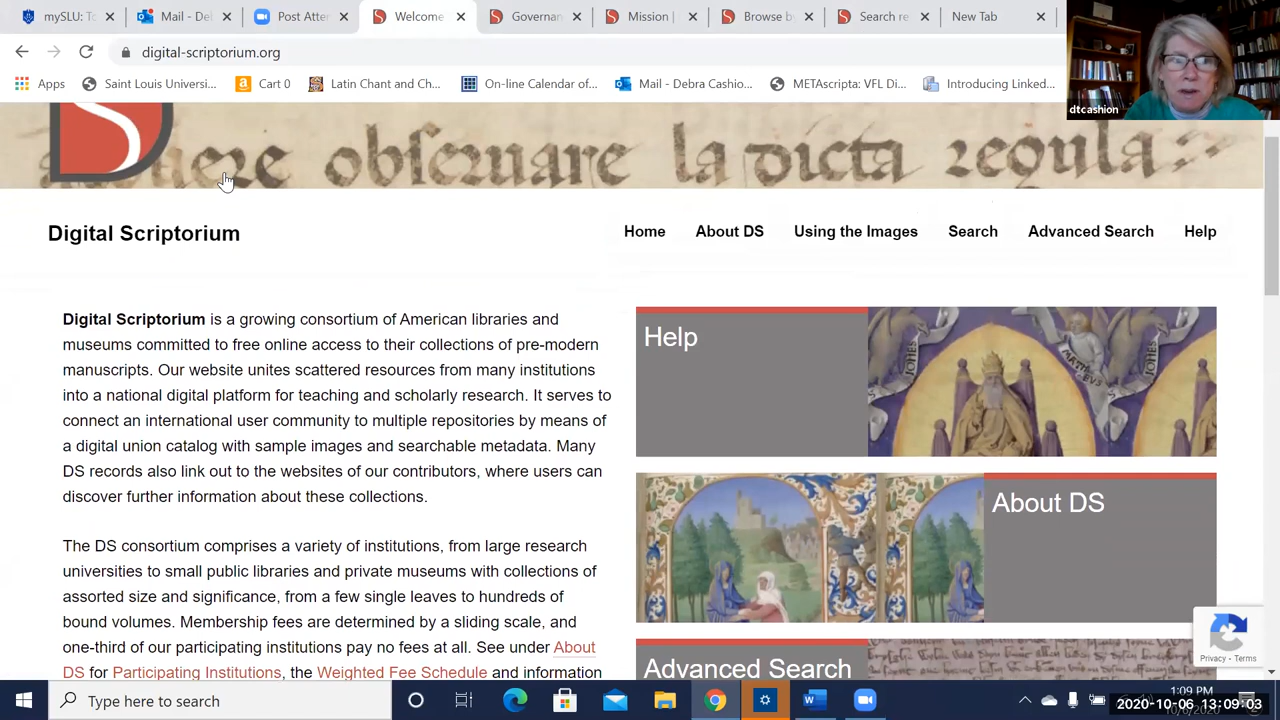 mySLU: To
Mail - Del
Post Atter
Welcome
Governan
Mission |
Browse by
Search re
New Tab
digital-scriptorium.org
Apps
Saint Louis Universi...
Cart 0
Latin Chant and Ch...
On-line Calendar of...
Mail - Debra Cashio...
METAscripta: VFL Di...
Introducing Linked...
dtcashion
S
obseruare la dicta regula
Digital Scriptorium
Home
About DS
Using the Images
Search
Advanced Search
Help
Digital Scriptorium is a growing consortium of American libraries and
museums committed to free online access to their collections of pre-modern
manuscripts. Our website unites scattered resources from many institutions
into a national digital platform for teaching and scholarly research. It serves to
connect an international user community to multiple repositories by means of
a digital union catalog with sample images and searchable metadata. Many
DS records also link out to the websites of our contributors, where users can
discover further information about these collections.
The DS consortium comprises a variety of institutions, from large research
universities to small public libraries and private museums with collections of
assorted size and significance, from a few single leaves to hundreds of
bound volumes. Membership fees are determined by a sliding scale, and
one-third of our participating institutions pay no fees at all. See under About
DS for Participating Institutions, the Weighted Fee Schedule and information
Help
About DS
Advanced Search
Privacy - Terms
Type here to search
1:09 PM
2020-10-06 13:09:03